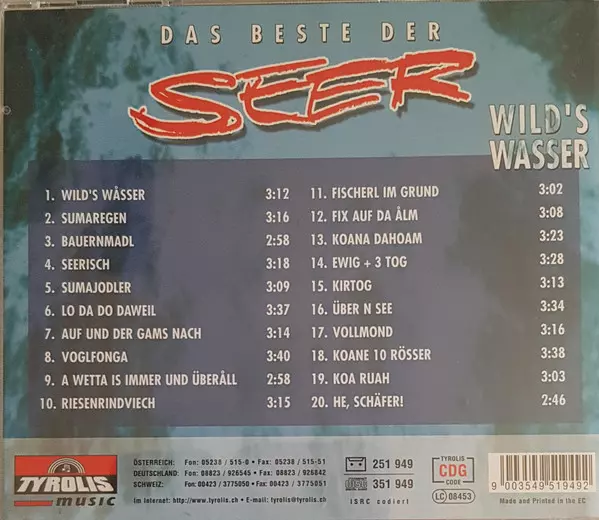 DAS BESTE DER
SEER
WILD'S
WASSER
1. WILD'S WÅSSER 3:12
2. SUMAREGEN 3:16
3. BAUERNMADL 2:58
4. SEERISCH 3:18
5. SUMAJODLER 3:09
6. LO DA DO DAWEIL 3:37
7. AUF UND DER GAMS NACH 3:14
8. VOGLFONGA 3:40
9. A WETTA IS IMMER UND ÜBERÅLL 2:58
10. RIESENRINDVIECH 3:15
11. FISCHERL IM GRUND 3:02
12. FIX AUF DA ÅLM 3:08
13. KOANA DAHOAM 3:23
14. EWIG + 3 TOG 3:28
15. KIRTOG 3:13
16. ÜBER N SEE 3:34
17. VOLLMOND 3:16
18. KOANE 10 RÖSSER 3:38
19. KOA RUAH 3:03
20. HE, SCHÄFER! 2:46
TYROLIS
music
ÖSTERREICH: Fon: 05238 / 515-0 • Fax: 05238 / 515-51
DEUTSCHLAND: Fon: 08823 / 926545 • Fax: 08823 / 926842
SCHWEIZ: Fon: 00423 / 3775050 • Fax: 00423 / 3775051
im Internet: http://www.tyrolis.ch • E-mail: tyrolis@tyrolis.ch
251 949
351 949
ISRC codiert
TYROLIS
CDG
CODE
LC 08453
9 003549 519492
Made and Printed in the EC